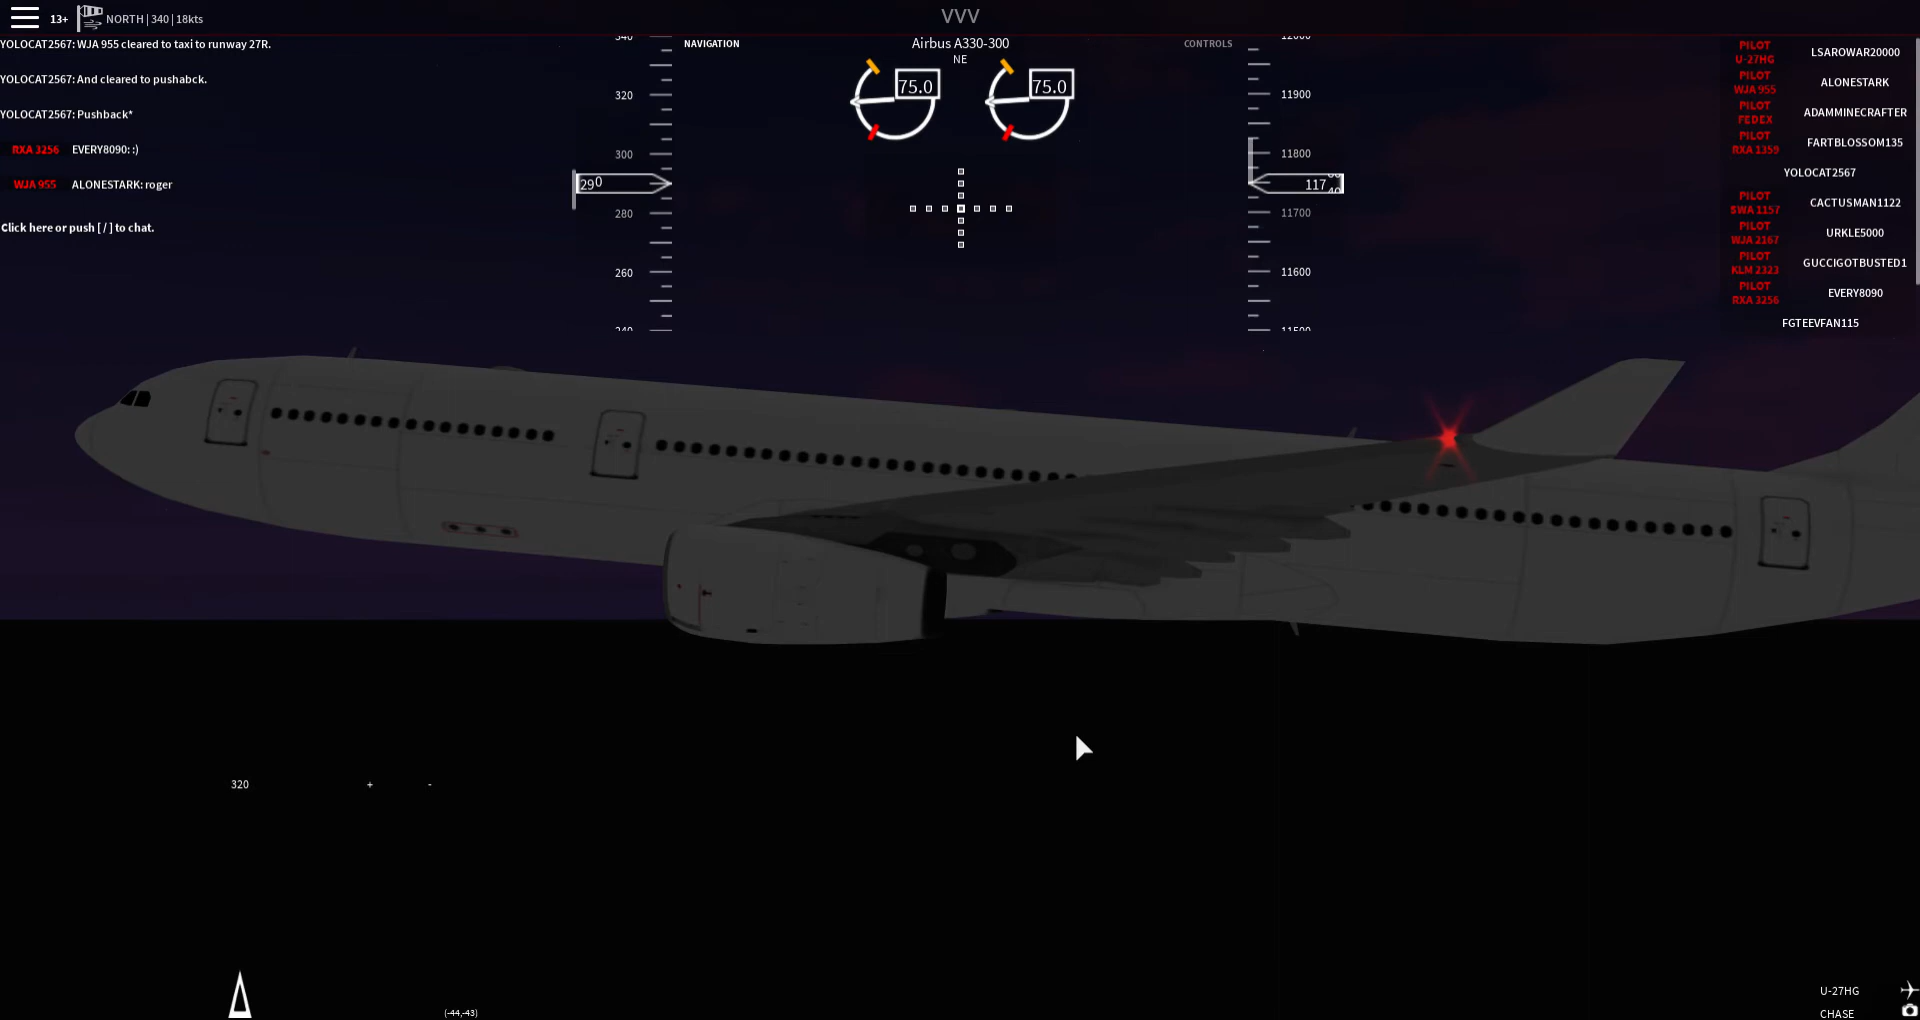 13+ NORTH | 340 | 18kts
VVV
YOLOCAT2567: WJA 955 cleared to taxi to runway 27R.
YOLOCAT2567: And cleared to pushabck.
YOLOCAT2567: Pushback*
RXA 3256 EVERY8090: :)
WJA 955 ALONESTARK: roger
Click here or push [ / ] to chat.
340
320
300
290
280
260
240
NAVIGATION
Airbus A330-300
CONTROLS
NE
75.0 75.0
12000
11900
11800
117
11700
11600
11500
PILOT
U-27HG LSAROWAR20000
PILOT
WJA 955 ALONESTARK
PILOT
FEDEX ADAMMINECRAFTER
PILOT
RXA 1359 FARTBLOSSOM135
YOLOCAT2567
PILOT
SWA 1157 CACTUSMAN1122
PILOT
WJA 2167 URKLE5000
PILOT
KLM 2323 GUCCIGOTBUSTED1
PILOT
RXA 3256 EVERY8090
FGTEEVFAN115
320 + -
(-44,-43)
U-27HG
CHASE